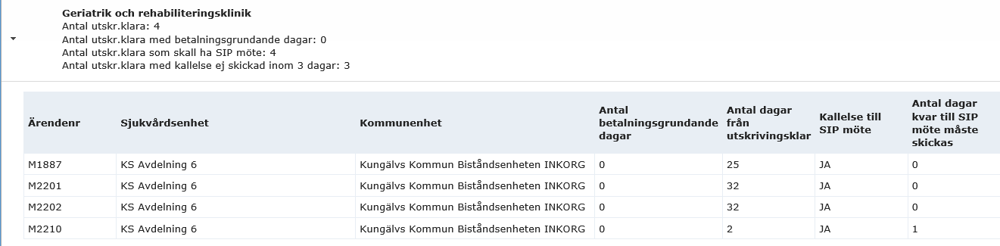 Geriatrik och rehabiliteringsklinik
Antal utskr.klara: 4
Antal utskr.klara med betalningsgrundande dagar: 0
Antal utskr.klara som skall ha SIP möte: 4
Antal utskr.klara med kallelse ej skickad inom 3 dagar: 3
Ärendenr Sjukvårdsenhet Kommunenhet Antal betalningsgrundande dagar Antal dagar från utskrivingsklar Kallelse till SIP möte Antal dagar kvar till SIP möte måste skickas
M1887 KS Avdelning 6 Kungälvs Kommun Biståndsenheten INKORG 0 25 JA 0
M2201 KS Avdelning 6 Kungälvs Kommun Biståndsenheten INKORG 0 32 JA 0
M2202 KS Avdelning 6 Kungälvs Kommun Biståndsenheten INKORG 0 32 JA 0
M2210 KS Avdelning 6 Kungälvs Kommun Biståndsenheten INKORG 0 2 JA 1